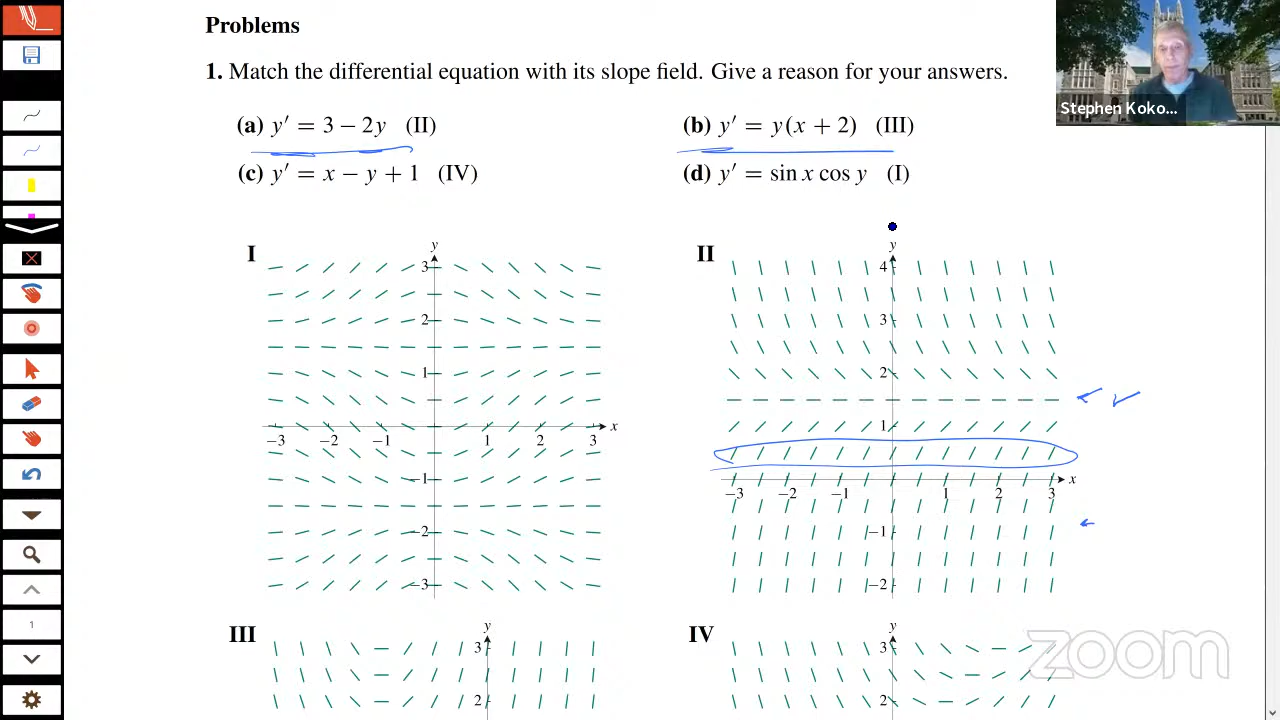 Problems
1. Match the differential equation with its slope field. Give a reason for your answers.
Stephen Koko...
(a) y′ = 3 − 2y (II)
(b) y′ = y(x + 2) (III)
(c) y′ = x − y + 1 (IV)
(d) y′ = sin x cos y (I)
I
y
3
2
1
−3 −2 −1 1 2 3 x
−1
−2
−3
II
y
4
3
2
1
−3 −2 −1 1 2 3 x
−1
−2
III
y
3
2
IV
y
3
2
1
zoom